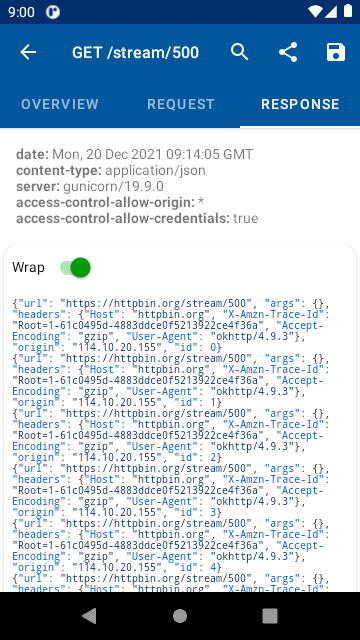 9:00
GET /stream/500
OVERVIEW REQUEST RESPONSE
date: Mon, 20 Dec 2021 09:14:05 GMT
content-type: application/json
server: gunicorn/19.9.0
access-control-allow-origin: *
access-control-allow-credentials: true
Wrap
{"url": "https://httpbin.org/stream/500", "args": {},
"headers": {"Host": "httpbin.org", "X-Amzn-Trace-Id":
"Root=1-61c0495d-4883ddce0f5213922ce4f36a", "Accept-
Encoding": "gzip", "User-Agent": "okhttp/4.9.3"},
"origin": "114.10.20.155", "id": 0}
{"url": "https://httpbin.org/stream/500", "args": {},
"headers": {"Host": "httpbin.org", "X-Amzn-Trace-Id":
"Root=1-61c0495d-4883ddce0f5213922ce4f36a", "Accept-
Encoding": "gzip", "User-Agent": "okhttp/4.9.3"},
"origin": "114.10.20.155", "id": 1}
{"url": "https://httpbin.org/stream/500", "args": {},
"headers": {"Host": "httpbin.org", "X-Amzn-Trace-Id":
"Root=1-61c0495d-4883ddce0f5213922ce4f36a", "Accept-
Encoding": "gzip", "User-Agent": "okhttp/4.9.3"},
"origin": "114.10.20.155", "id": 2}
{"url": "https://httpbin.org/stream/500", "args": {},
"headers": {"Host": "httpbin.org", "X-Amzn-Trace-Id":
"Root=1-61c0495d-4883ddce0f5213922ce4f36a", "Accept-
Encoding": "gzip", "User-Agent": "okhttp/4.9.3"},
"origin": "114.10.20.155", "id": 3}
{"url": "https://httpbin.org/stream/500", "args": {},
"headers": {"Host": "httpbin.org", "X-Amzn-Trace-Id":
"Root=1-61c0495d-4883ddce0f5213922ce4f36a", "Accept-
Encoding": "gzip", "User-Agent": "okhttp/4.9.3"},
"origin": "114.10.20.155", "id": 4}
{"url": "https://httpbin.org/stream/500", "args": {},
"headers": {"Host": "httpbin.org", "X-Amzn-Trace-Id":